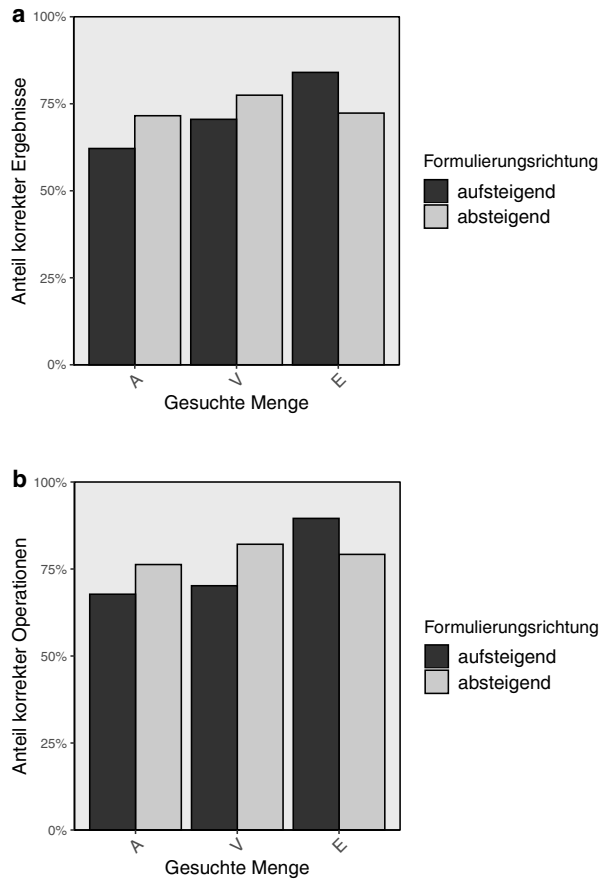 a
Anteil korrekter Ergebnisse
100%
75%
50%
25%
0%
A
V
E
Gesuchte Menge
Formulierungsrichtung
aufsteigend
absteigend
b
Anteil korrekter Operationen
100%
75%
50%
25%
0%
A
V
E
Gesuchte Menge
Formulierungsrichtung
aufsteigend
absteigend